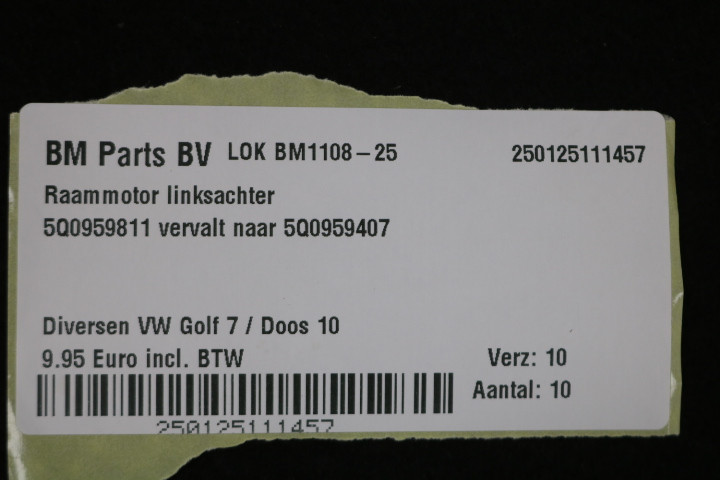 BM Parts BV LOK BM1108-25 250125111457
Raammotor linksachter
5Q0959811 vervalt naar 5Q0959407
Diversen VW Golf 7 / Doos 10
9.95 Euro incl. BTW Verz: 10
Aantal: 10
250125111457